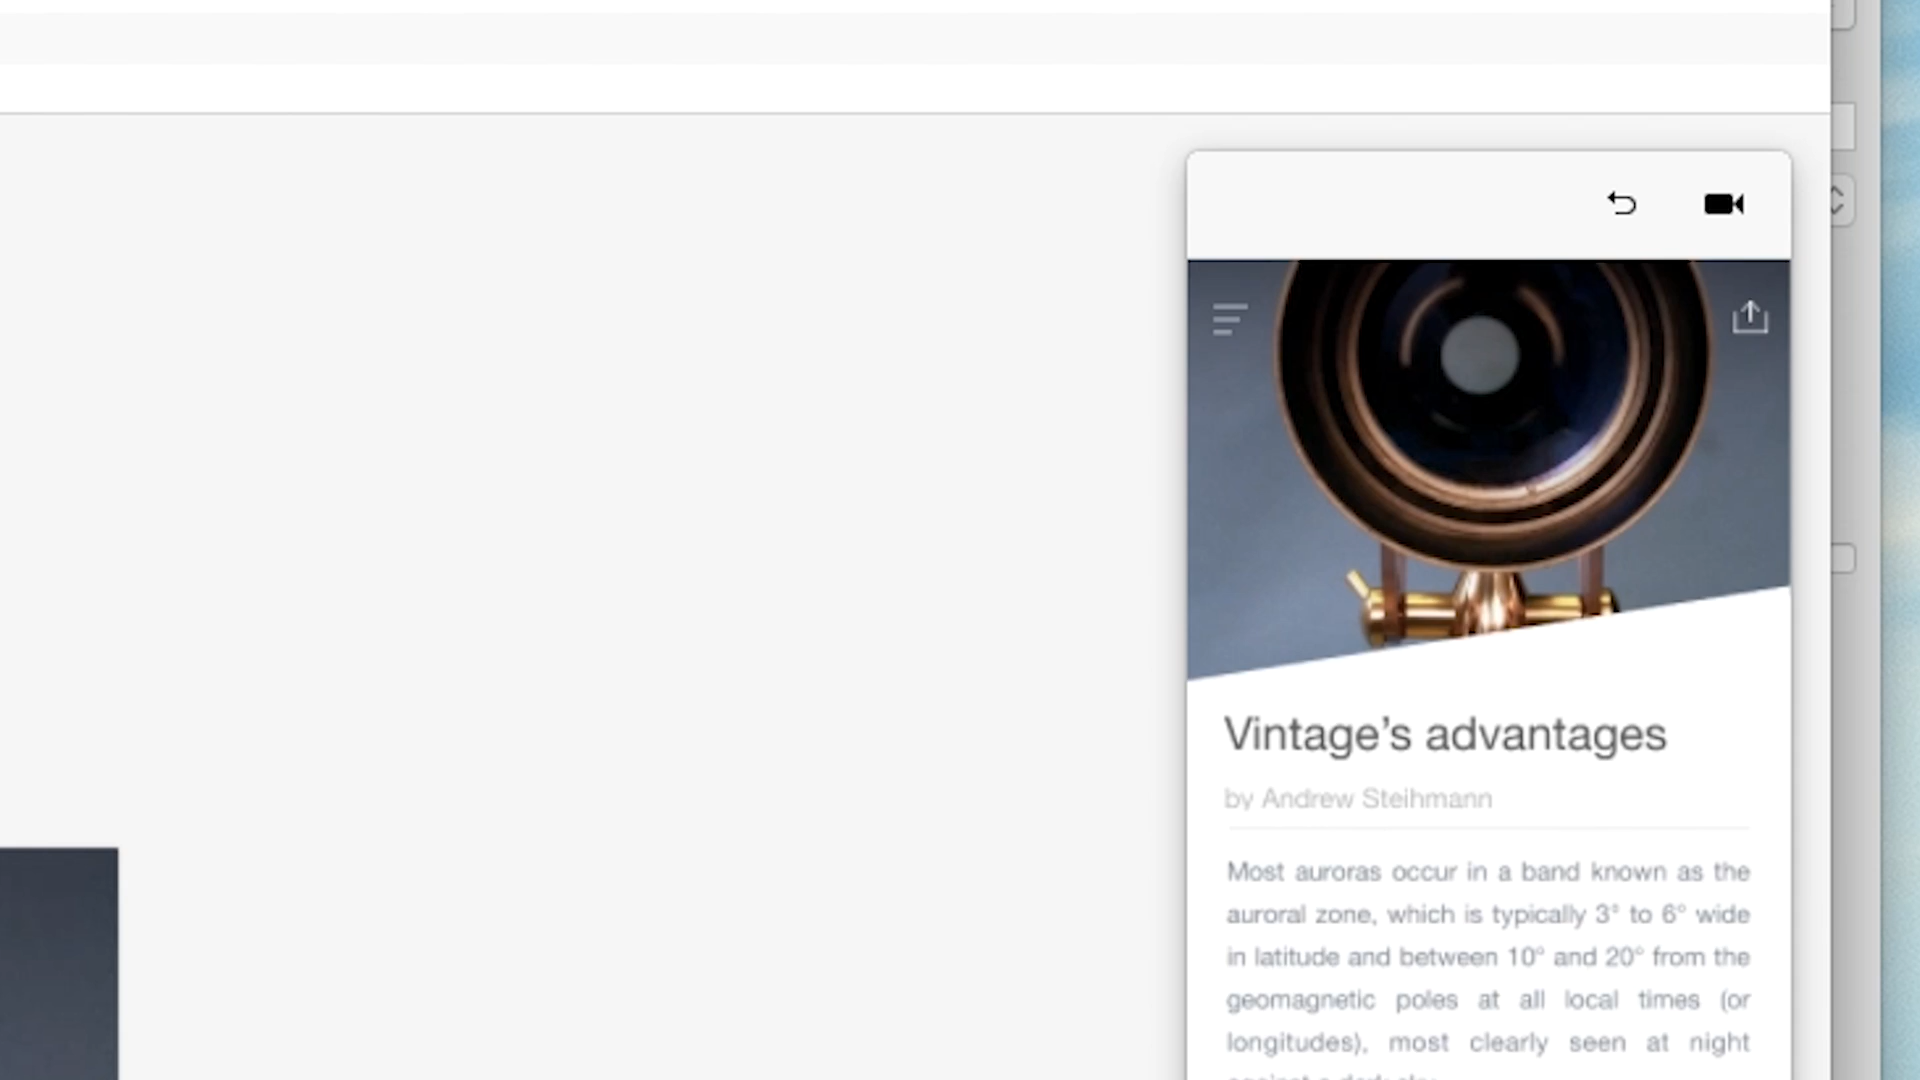 Vintage’s advantages
by Andrew Steihmann
Most auroras occur in a band known as the
auroral zone, which is typically 3° to 6° wide
in latitude and between 10° and 20° from the
geomagnetic poles at all local times (or
longitudes), most clearly seen at night